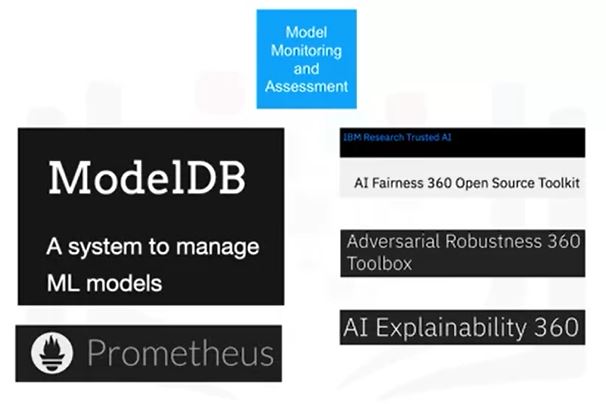 Model
Monitoring
and
Assessment
ModelDB
A system to manage
ML models
Prometheus
IBM Research Trusted AI
AI Fairness 360 Open Source Toolkit
Adversarial Robustness 360
Toolbox
AI Explainability 360